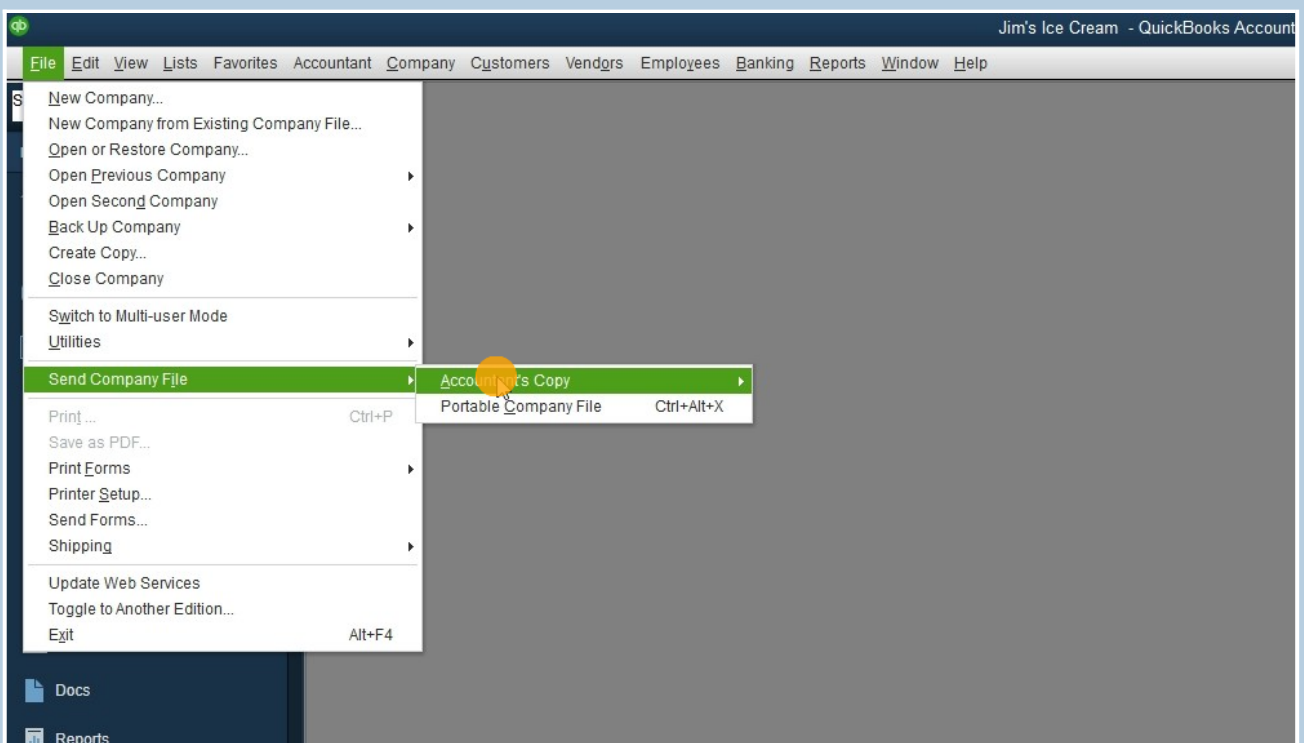 qb
Jim's Ice Cream - QuickBooks Account
File Edit View Lists Favorites Accountant Company Customers Vendors Employees Banking Reports Window Help
S
New Company...
New Company from Existing Company File...
Open or Restore Company...
Open Previous Company
Open Second Company
Back Up Company
Create Copy...
Close Company
Switch to Multi-user Mode
Utilities
Send Company File
Accountant's Copy
Portable Company File Ctrl+Alt+X
Print ... Ctrl+P
Save as PDF...
Print Forms
Printer Setup...
Send Forms...
Shipping
Update Web Services
Toggle to Another Edition...
Exit Alt+F4
Docs
Reports